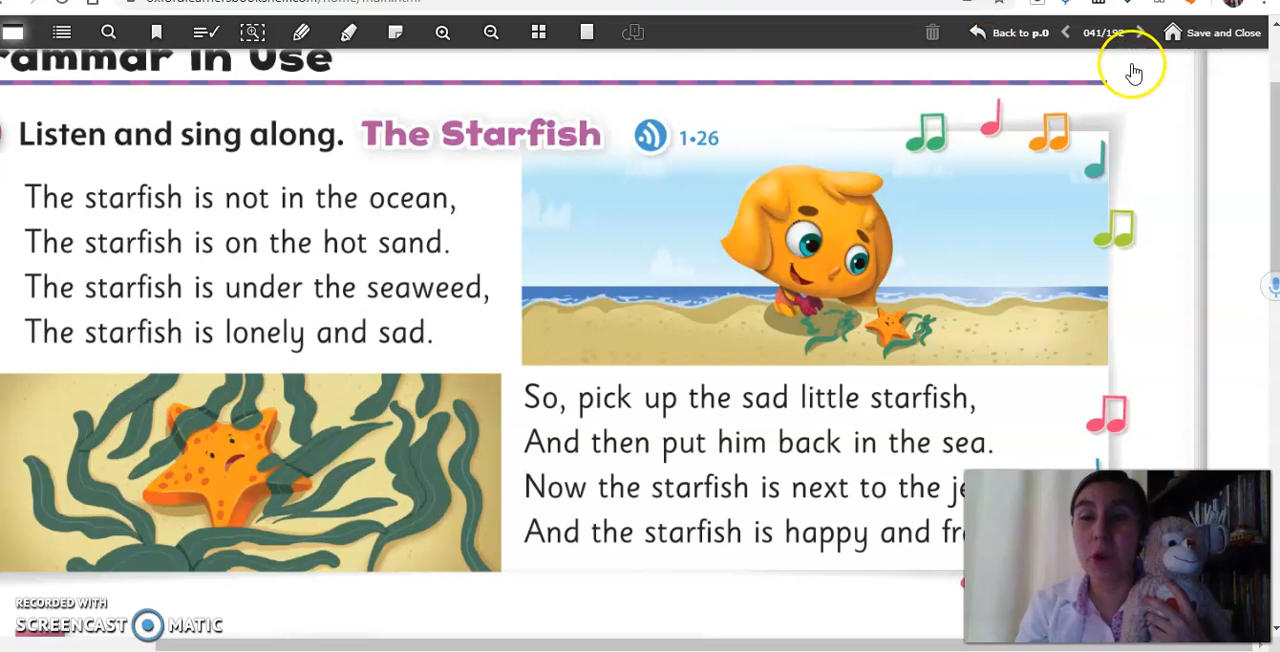 Back to p.0
041/192
Save and Close
Grammar in Use
Listen and sing along. The Starfish 1•26
The starfish is not in the ocean,
The starfish is on the hot sand.
The starfish is under the seaweed,
The starfish is lonely and sad.
So, pick up the sad little starfish,
And then put him back in the sea.
Now the starfish is next to the
And the starfish is happy and
RECORDED WITH
SCREENCAST MATIC